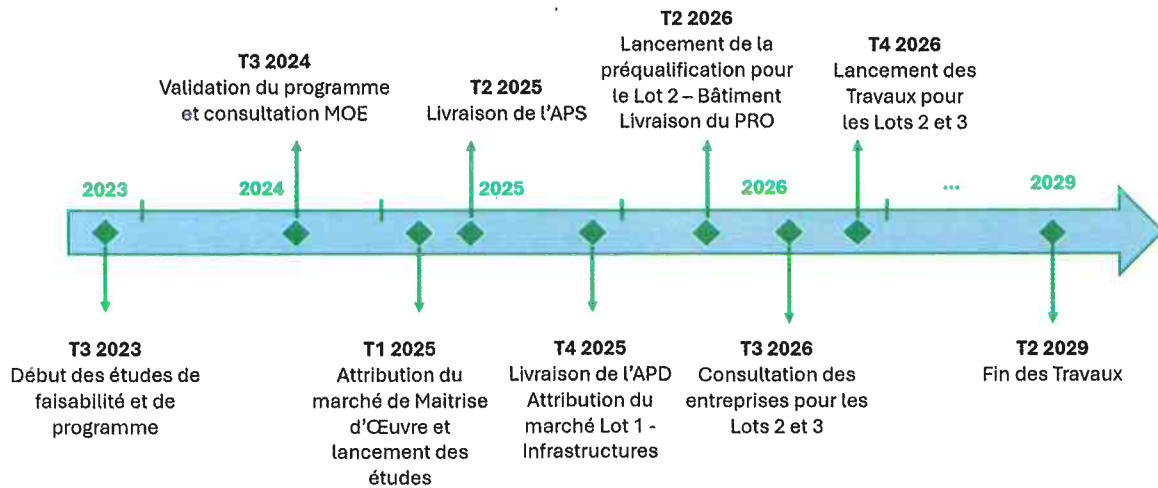 T3 2024
Validation du programme
et consultation MOE
T2 2025
Livraison de l'APS
T2 2026
Lancement de la
préqualification pour
le Lot 2 – Bâtiment
Livraison du PRO
T4 2026
Lancement des
Travaux pour
les Lots 2 et 3
2023
2024
2025
2026
...
2029
T3 2023
Début des études de
faisabilité et de
programme
T1 2025
Attribution du
marché de Maitrise
d'Œuvre et
lancement des
études
T4 2025
Livraison de l'APD
Attribution du
marché Lot 1 -
Infrastructures
T3 2026
Consultation des
entreprises pour les
Lots 2 et 3
T2 2029
Fin des Travaux